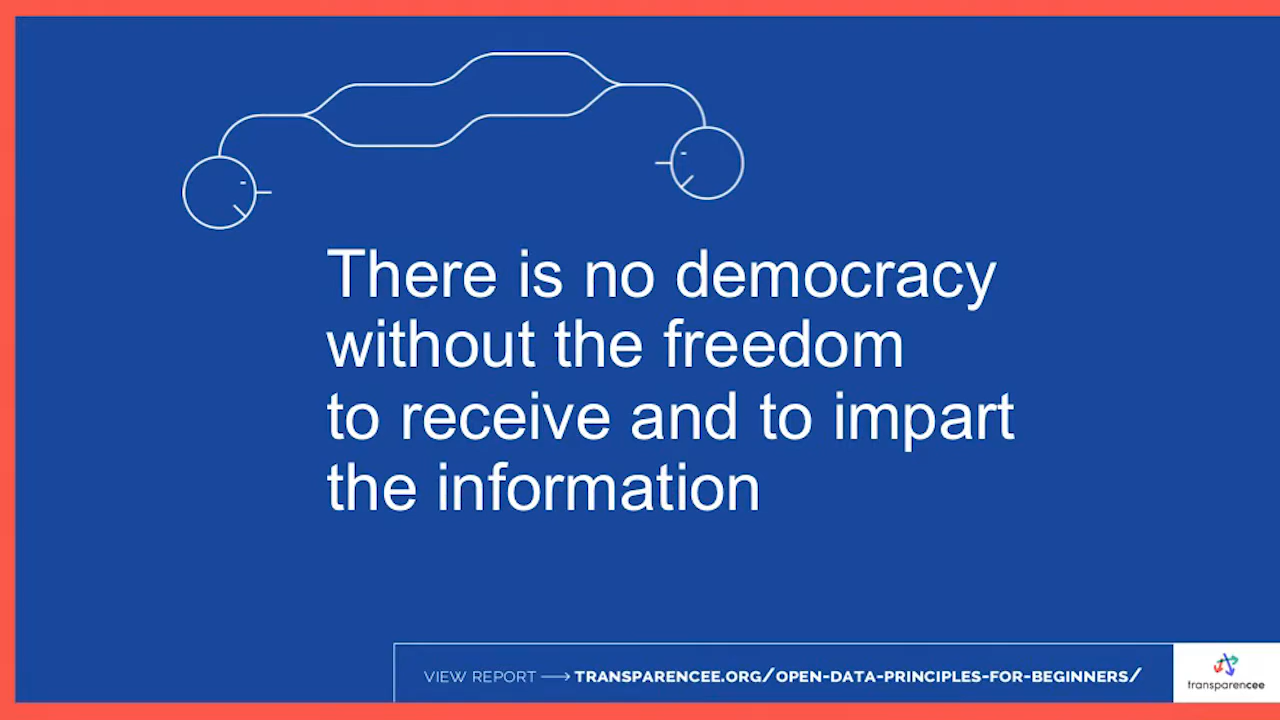 There is no democracy
without the freedom
to receive and to impart
the information
VIEW REPORT ⟶ TRANSPARENCEE.ORG/OPEN-DATA-PRINCIPLES-FOR-BEGINNERS/
transparencee